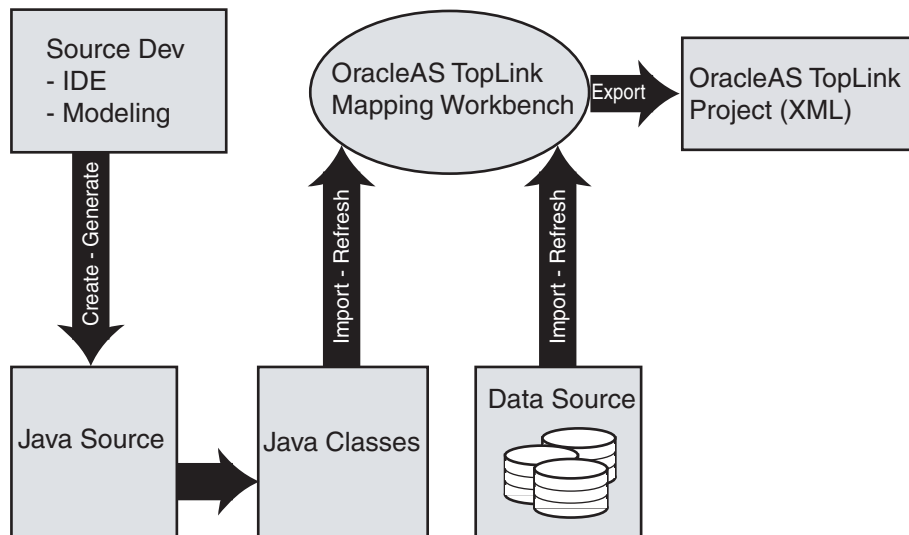 Source Dev
- IDE
- Modeling
OracleAS TopLink
Mapping Workbench
Export
OracleAS TopLink
Project (XML)
Create - Generate
Import - Refresh
Import - Refresh
Java Source
Java Classes
Data Source